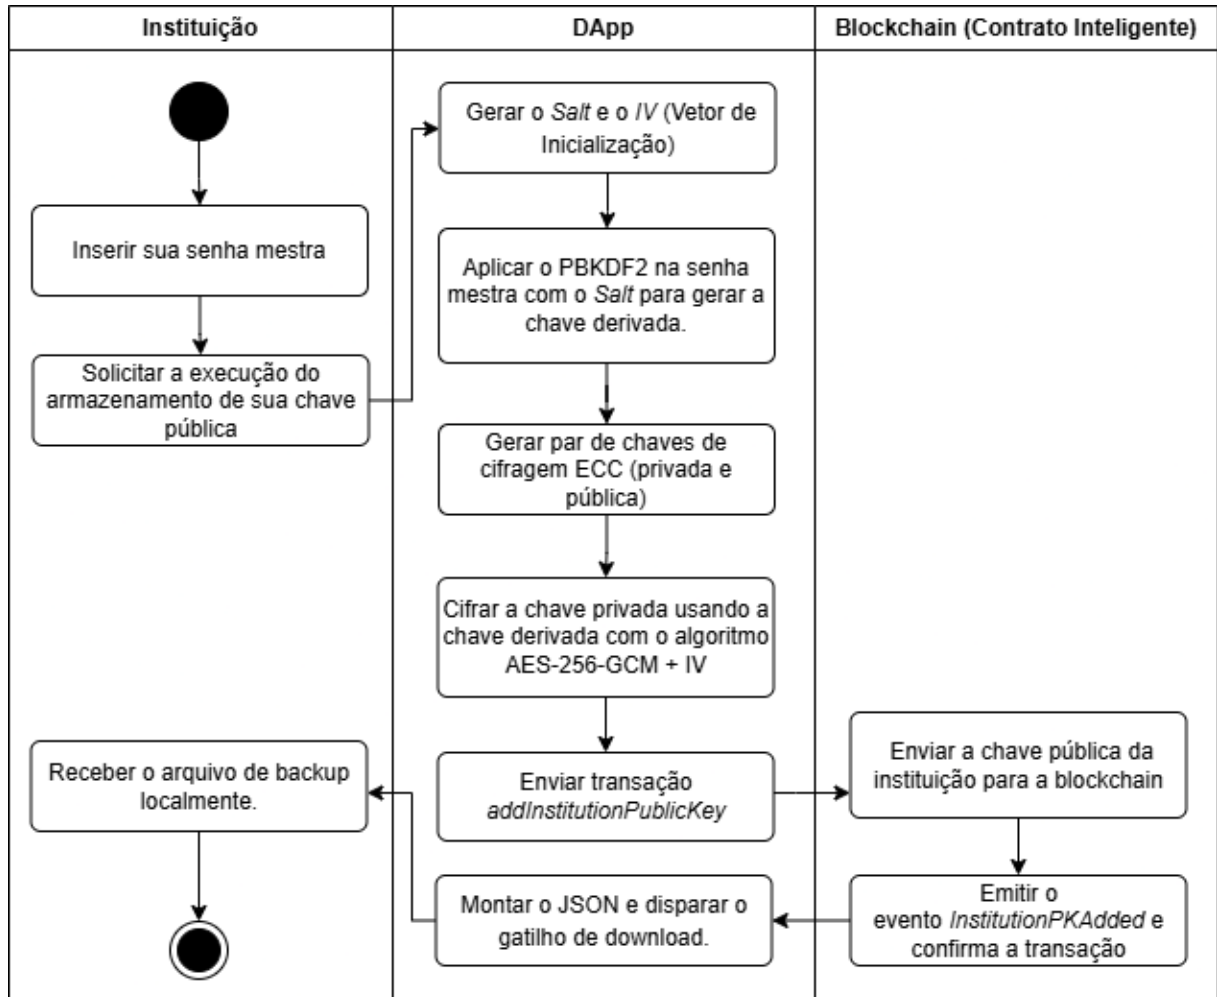 Instituição
DApp
Blockchain (Contrato Inteligente)
Inserir sua senha mestra
Solicitar a execução do
armazenamento de sua chave
pública
Gerar o Salt e o IV (Vetor de
Inicialização)
Aplicar o PBKDF2 na senha
mestra com o Salt para gerar a
chave derivada.
Gerar par de chaves de
cifragem ECC (privada e
pública)
Cifrar a chave privada usando a
chave derivada com o algoritmo
AES-256-GCM + IV
Enviar transação
addInstitutionPublicKey
Enviar a chave pública da
instituição para a blockchain
Emitir o
evento InstitutionPKAdded e
confirma a transação
Montar o JSON e disparar o
gatilho de download.
Receber o arquivo de backup
localmente.